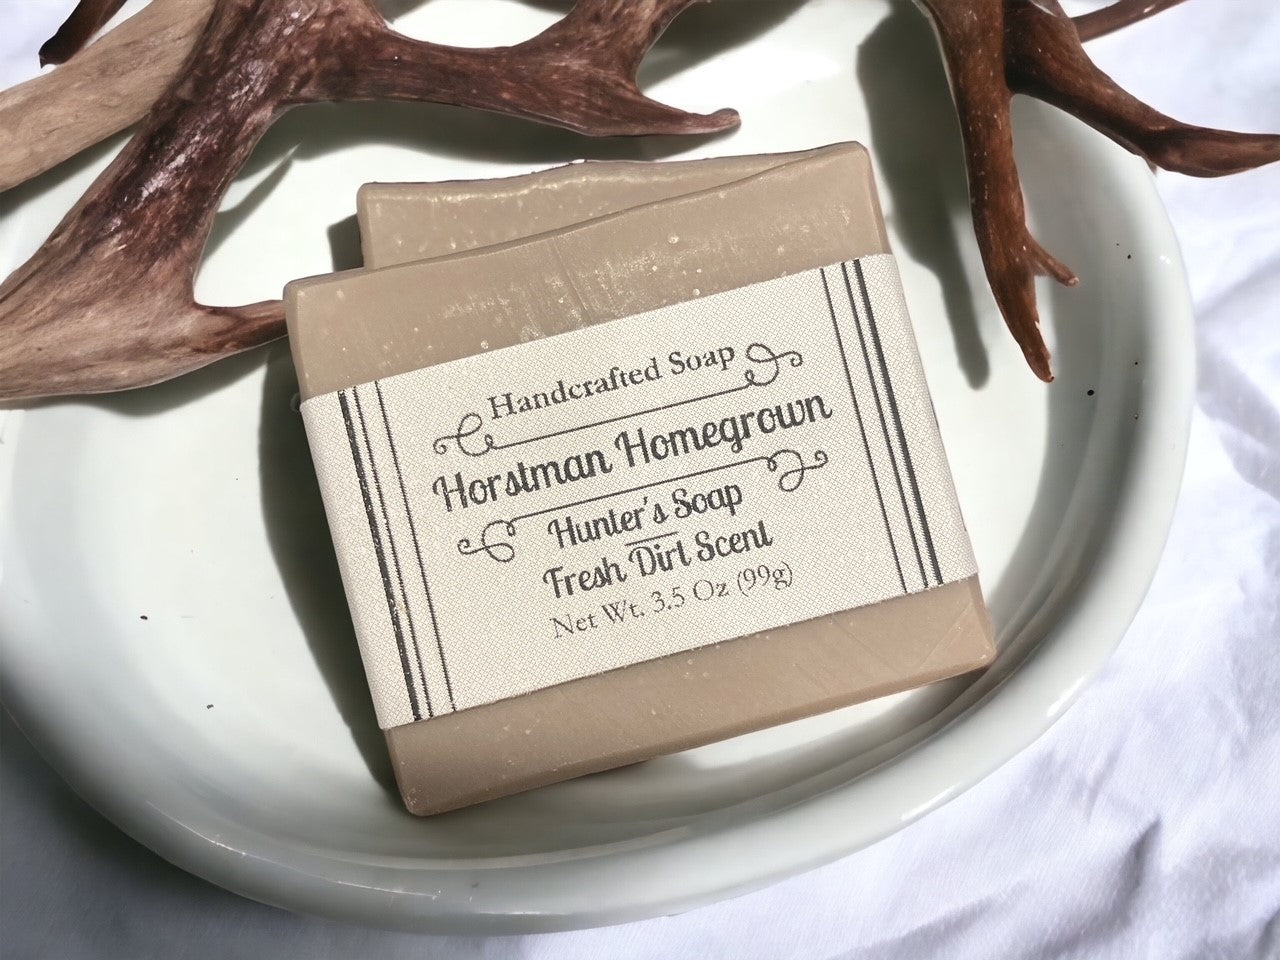 Handcrafted Soap
Horstman Homegrown
Hunter's Soap
Fresh Dirt Scent
Net Wt. 3.5 Oz (99g)